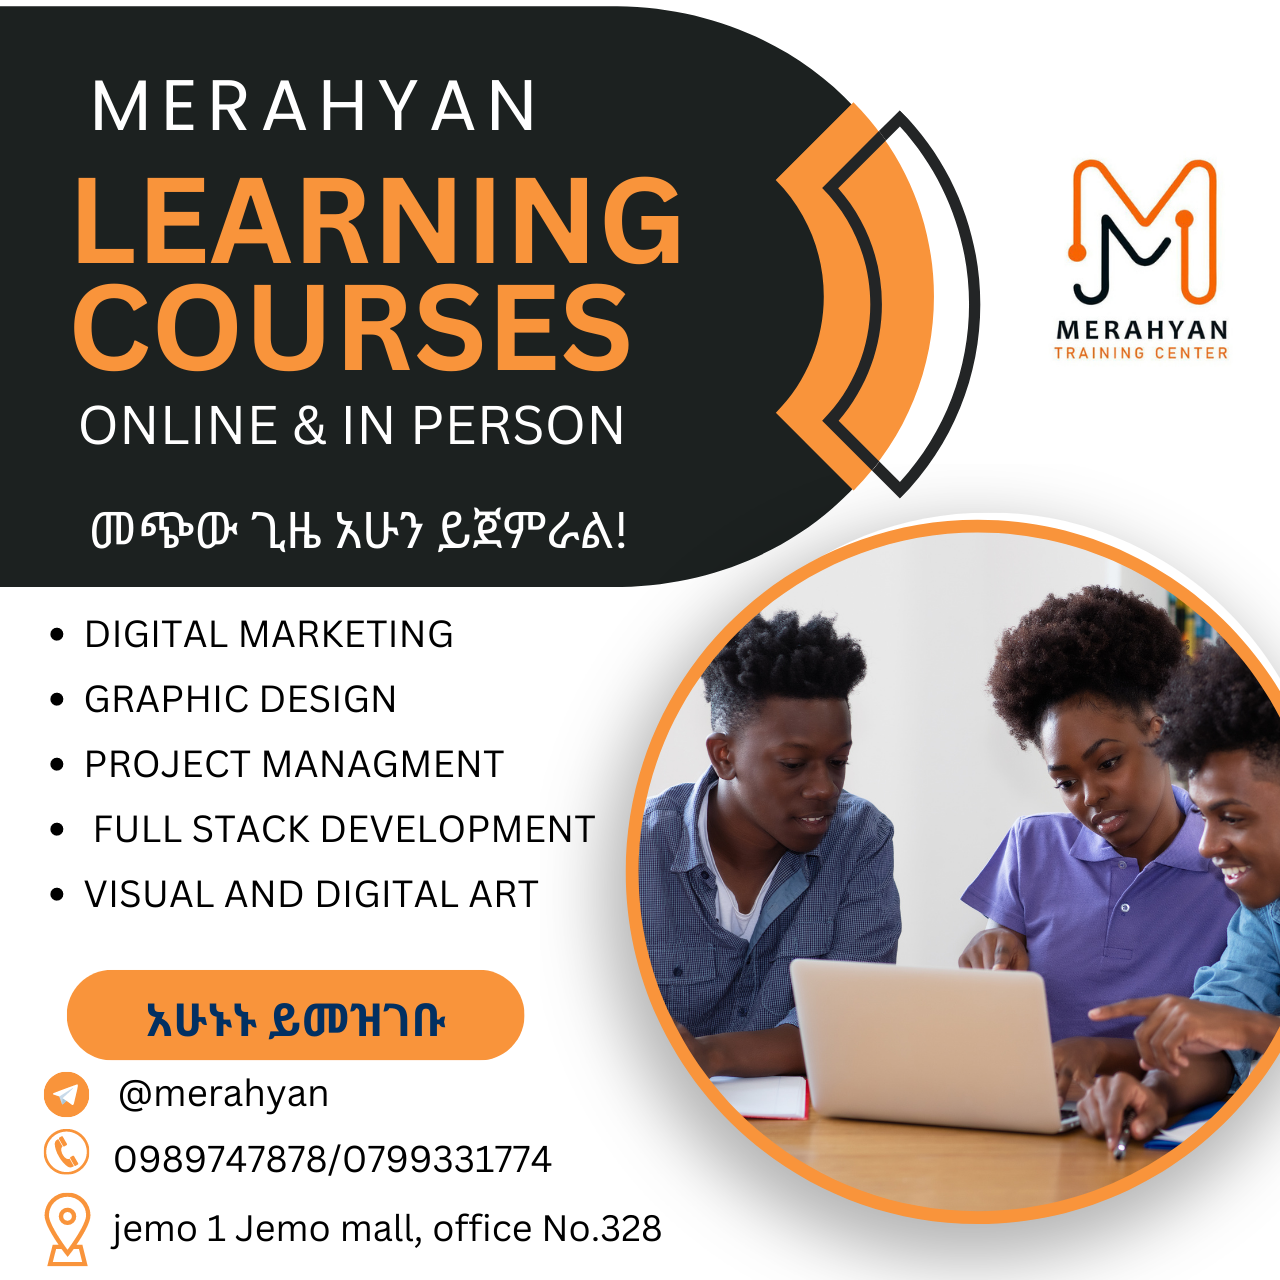 MERAHYAN
LEARNING
COURSES
ONLINE & IN PERSON
መጭው ጊዜ አሁን ይጀምራል!
MERAHYAN
TRAINING CENTER
DIGITAL MARKETING
GRAPHIC DESIGN
PROJECT MANAGMENT
FULL STACK DEVELOPMENT
VISUAL AND DIGITAL ART
አሁኑኑ ይመዝገቡ
@merahyan
0989747878/0799331774
jemo 1 Jemo mall, office No.328